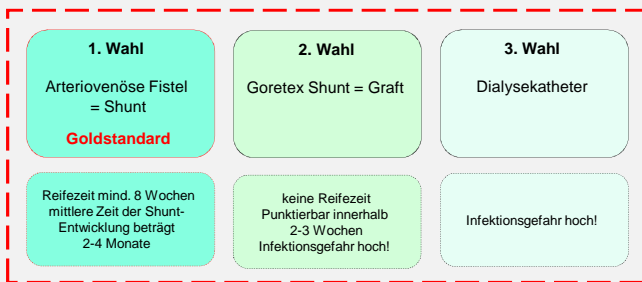 1. Wahl
Arteriovenöse Fistel
= Shunt
Goldstandard
2. Wahl
Goretex Shunt = Graft
3. Wahl
Dialysekatheter
Reifezeit mind. 8 Wochen
mittlere Zeit der Shunt-
Entwicklung beträgt
2-4 Monate
keine Reifezeit
Punktierbar innerhalb
2-3 Wochen
Infektionsgefahr hoch!
Infektionsgefahr hoch!